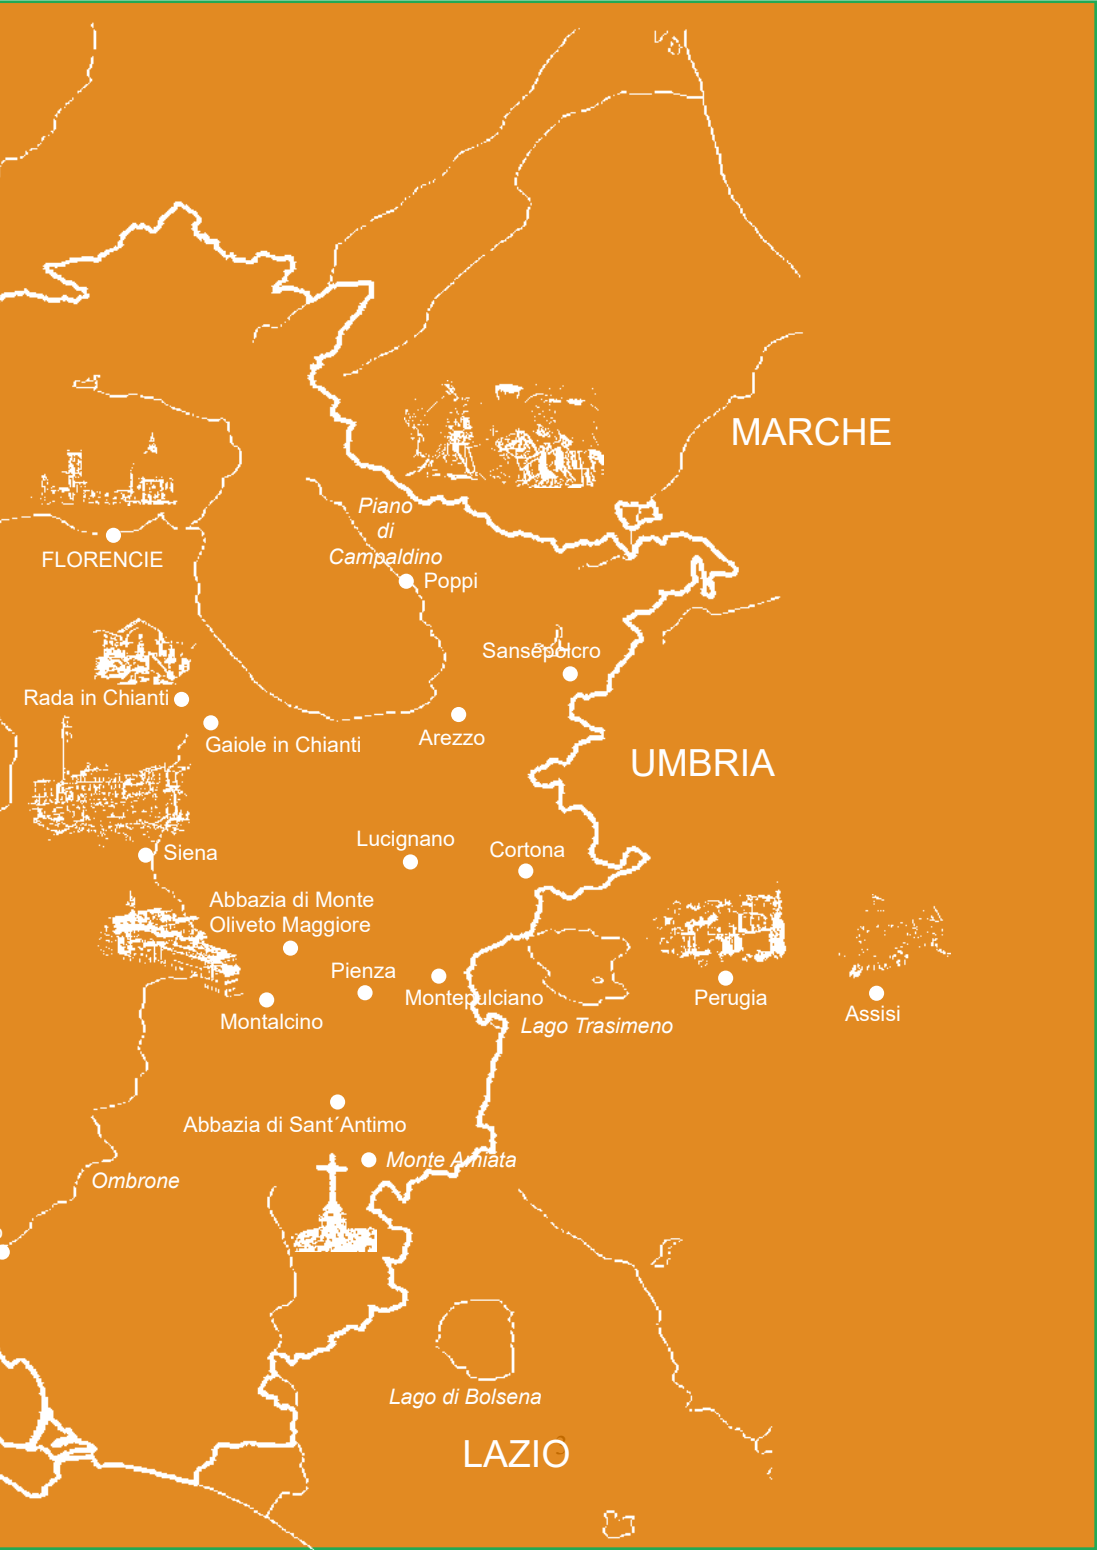 MARCHE
Piano
di
Campaldino
FLORENCIE
Poppi
Sansepolcro
Rada in Chianti
Gaiole in Chianti
Arezzo
UMBRIA
Lucignano
Cortona
Siena
Abbazia di Monte
Oliveto Maggiore
Pienza
Montepulciano
Perugia
Assisi
Montalcino
Lago Trasimeno
Abbazia di Sant´Antimo
Monte Amiata
Ombrone
Lago di Bolsena
LAZIO